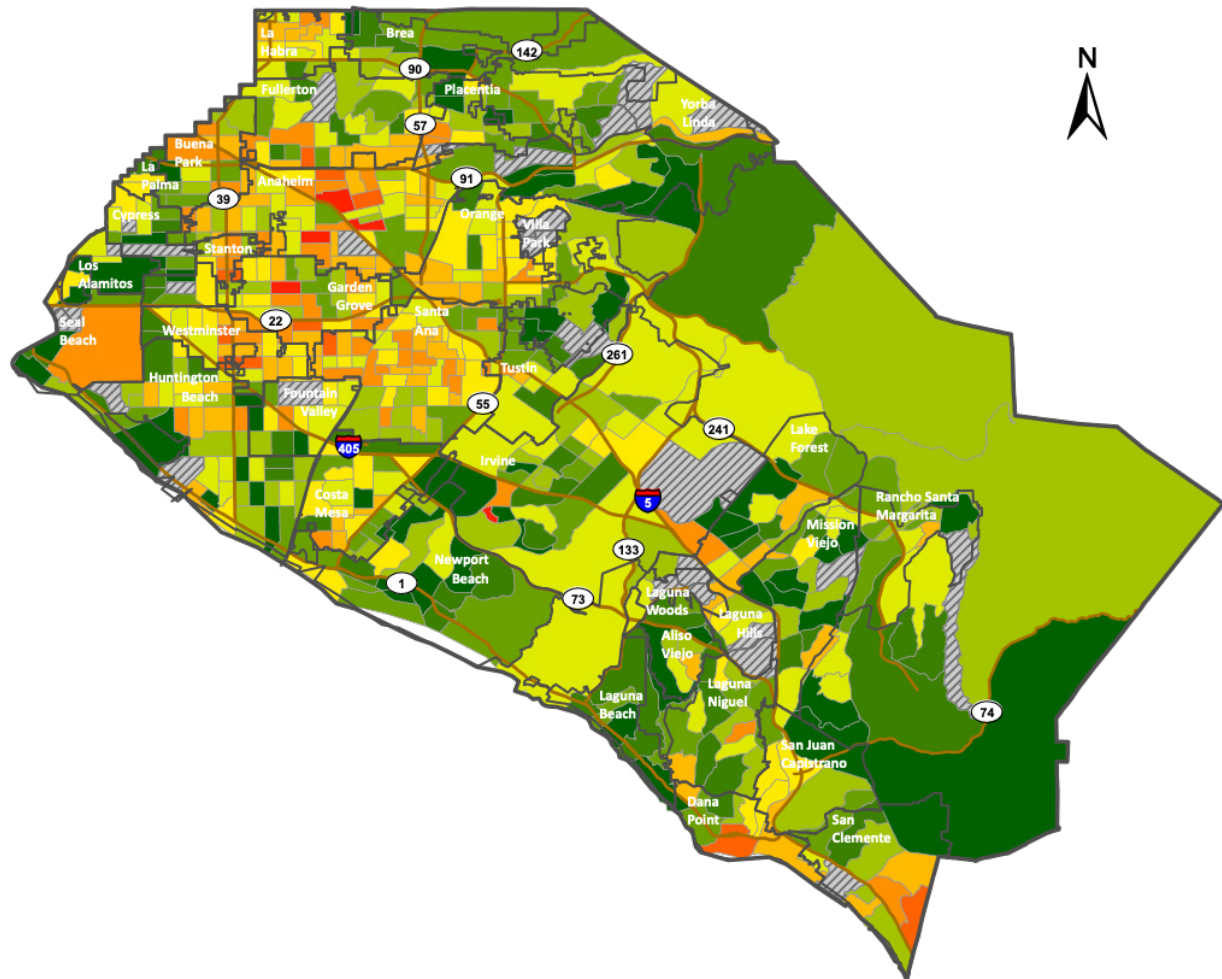 N
La
Habra
Brea
142
90
Fullerton
Placentia
Yorba
Linda
57
Buena
Park
La
Palma
Anaheim
91
39
Cypress
Orange
Villa
Park
Stanton
Los
Alamitos
Garden
Grove
Santa
Ana
22
Seal
Beach
Westminster
261
Tustin
Huntington
Beach
Fountain
Valley
55
241
Lake
Forest
405
Irvine
Costa
Mesa
5
Rancho Santa
Margarita
Mission
Viejo
133
Newport
Beach
1
73
Laguna
Woods
Laguna
Hills
Aliso
Viejo
Laguna
Beach
Laguna
Niguel
74
San Juan
Capistrano
Dana
Point
San
Clemente